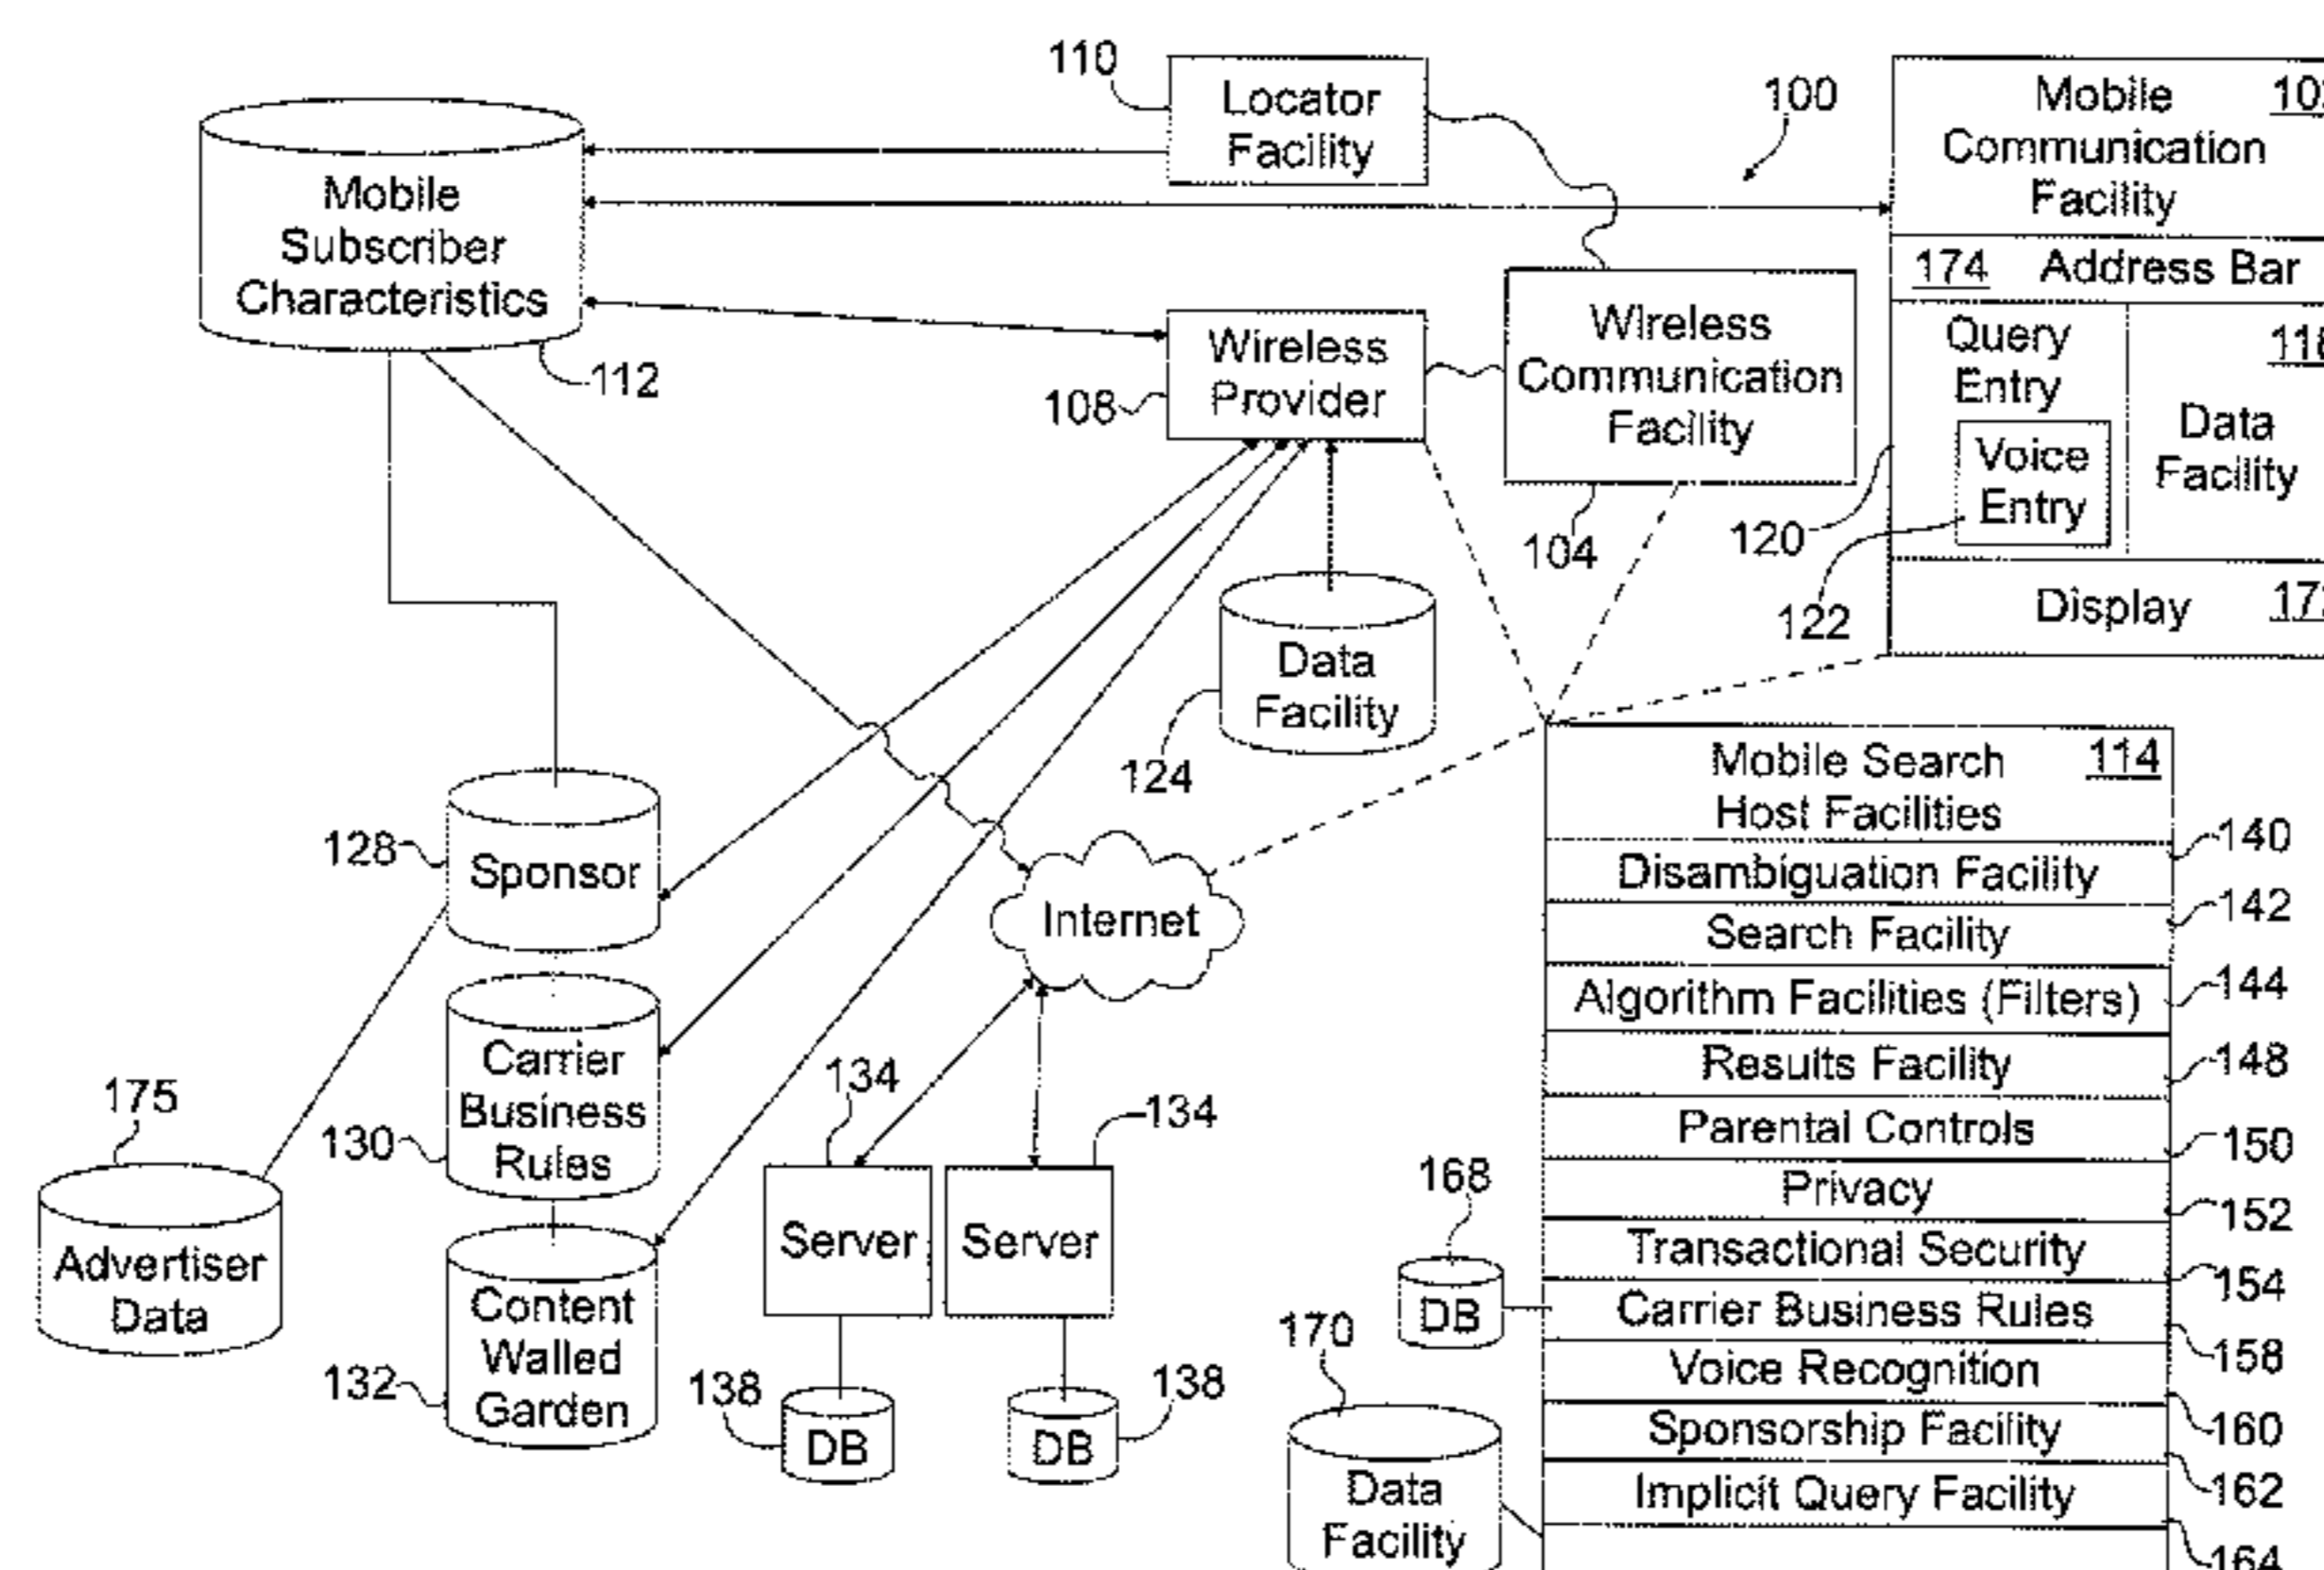 110
Locator
Facility
100
Mobile
Communication
Facility
174 Address Bar
Query
Entry
Voice
Entry
Data
Facility
120
122
Display
Mobile
Subscriber
Characteristics
112
Wireless
Provider
108
WIreless
Communication
Facility
104
Data
Facility
124
128
Sponsor
Internet
130
Carrier
Business
Rules
175
Advertiser
Data
132
Content
Walled
Garden
134
134
Server
Server
138
DB
DB
138
Mobile Search 114
Host Facilities
140
Disambiguation Facility
142
Search Facility
144
Algorithm Facilities (Filters)
148
Results Facility
Parental Controls
150
Privacy
152
168
DB
Transactional Security
154
Carrier Business Rules
158
Voice Recognition
160
Sponsorship Facility
162
Implicit Query Facility
164
170
Data
Facility